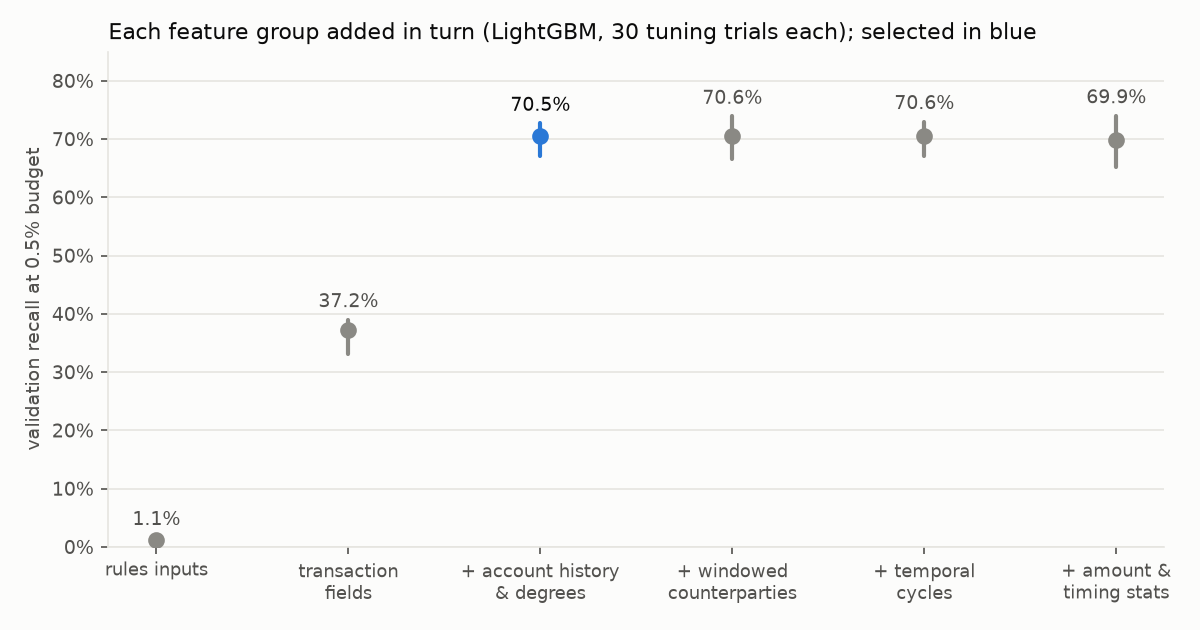 Each feature group added in turn (LightGBM, 30 tuning trials each); selected in blue
validation recall at 0.5% budget
80%
70%
60%
50%
40%
30%
20%
10%
0%
1.1%
37.2%
70.5%
70.6%
70.6%
69.9%
rules inputs
transaction
fields
+ account history
& degrees
+ windowed
counterparties
+ temporal
cycles
+ amount &
timing stats